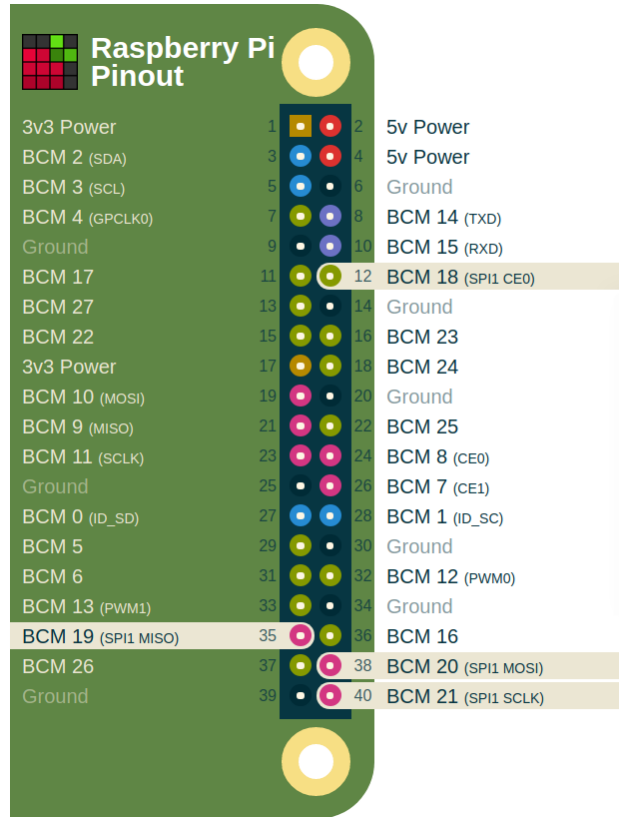 Raspberry Pi
Pinout
3v3 Power 1 2 5v Power
BCM 2 (SDA) 3 4 5v Power
BCM 3 (SCL) 5 6 Ground
BCM 4 (GPCLK0) 7 8 BCM 14 (TXD)
Ground 9 10 BCM 15 (RXD)
BCM 17 11 12 BCM 18 (SPI1 CE0)
BCM 27 13 14 Ground
BCM 22 15 16 BCM 23
3v3 Power 17 18 BCM 24
BCM 10 (MOSI) 19 20 Ground
BCM 9 (MISO) 21 22 BCM 25
BCM 11 (SCLK) 23 24 BCM 8 (CE0)
Ground 25 26 BCM 7 (CE1)
BCM 0 (ID_SD) 27 28 BCM 1 (ID_SC)
BCM 5 29 30 Ground
BCM 6 31 32 BCM 12 (PWM0)
BCM 13 (PWM1) 33 34 Ground
BCM 19 (SPI1 MISO) 35 36 BCM 16
BCM 26 37 38 BCM 20 (SPI1 MOSI)
Ground 39 40 BCM 21 (SPI1 SCLK)